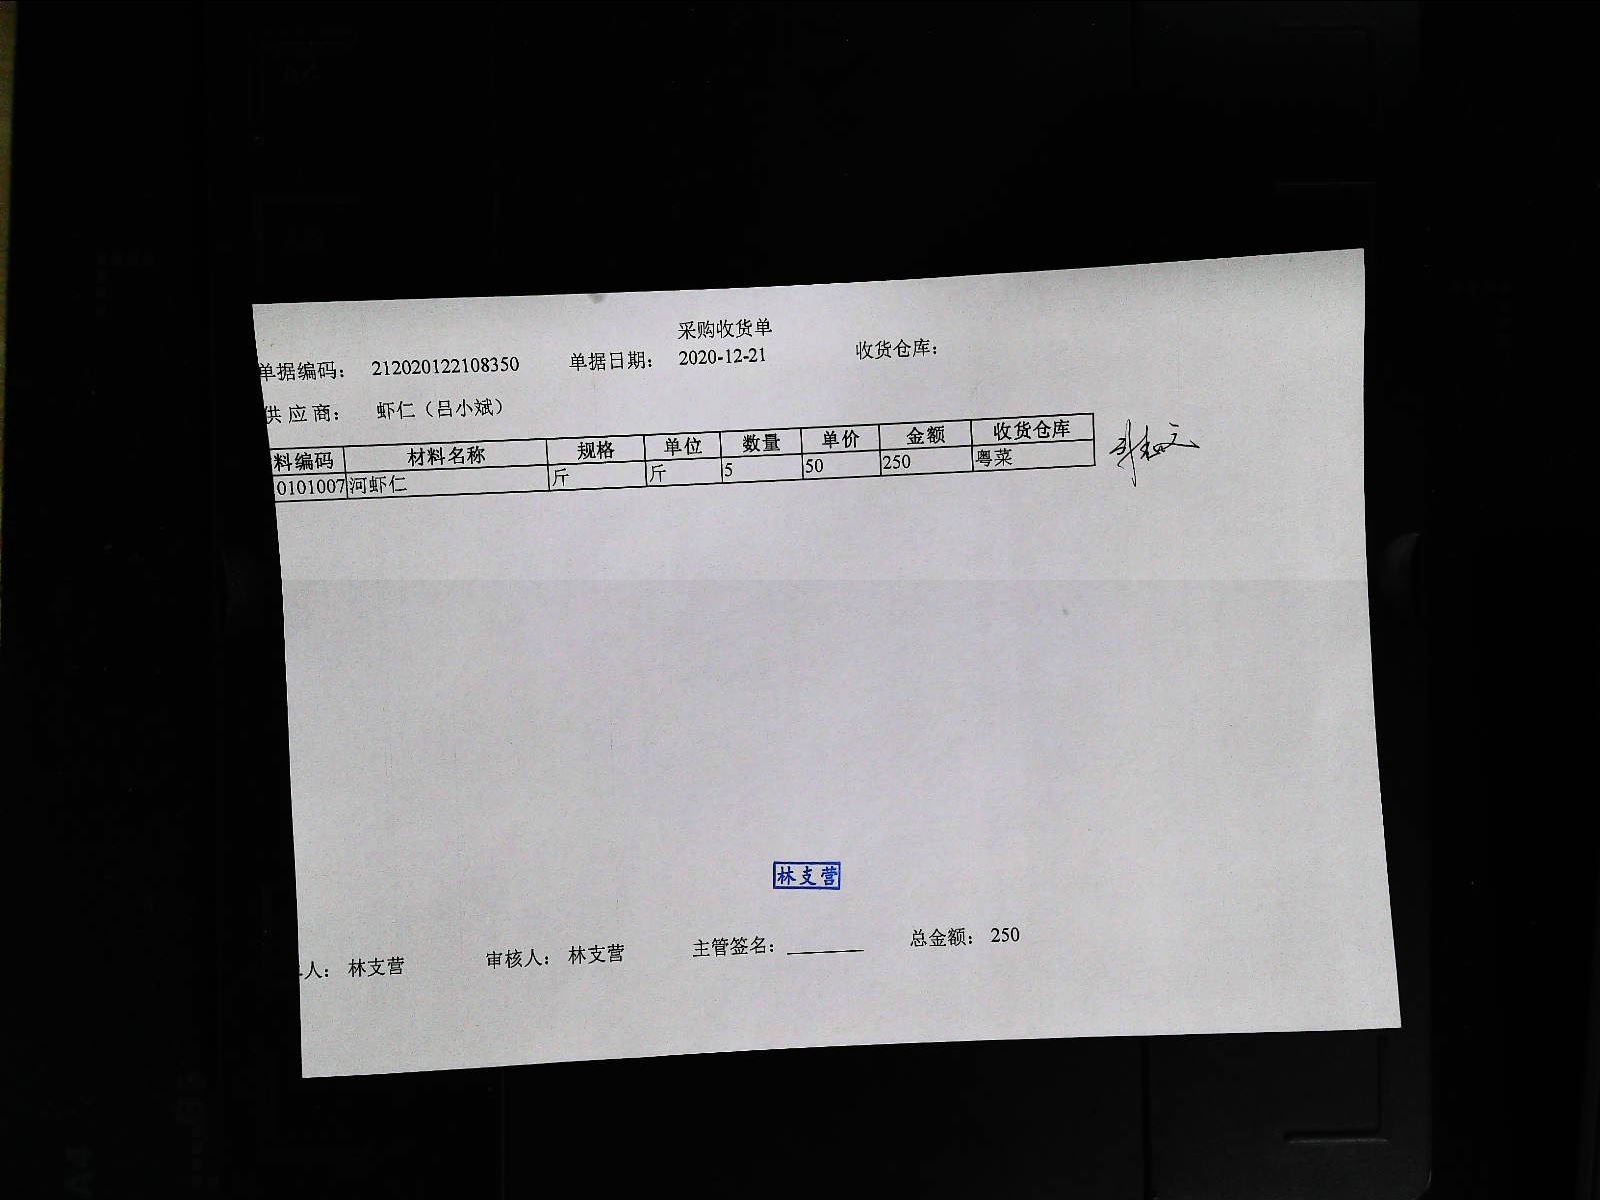 采购收货单
单据编码： 212020122108350 单据日期： 2020-12-21 收货仓库：
供应商： 虾仁（吕小斌）
料编码 材料名称 规格 单位 数量 单价 金额 收货仓库
0101007 河虾仁 斤 斤 5 50 250 粤菜
林支营
人： 林支营 审核人： 林支营 主管签名： 总金额： 250